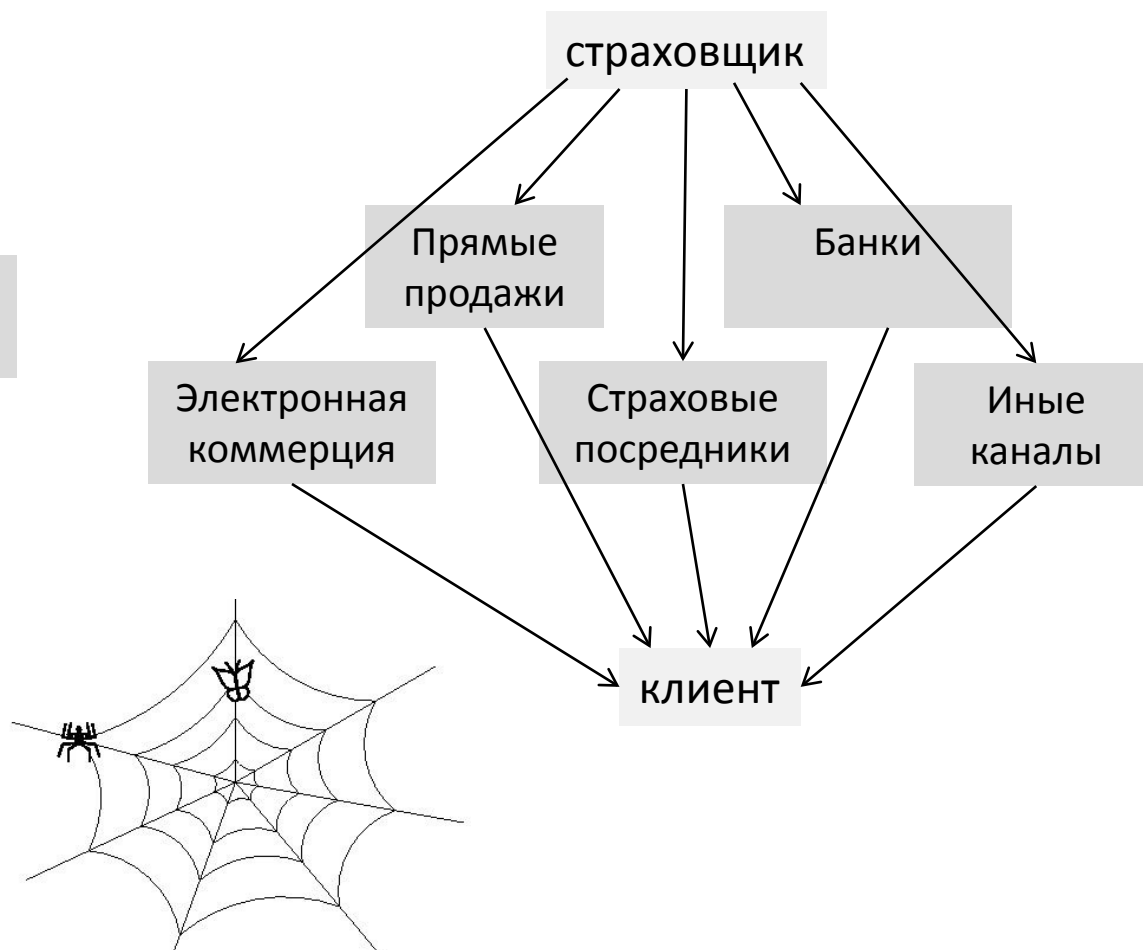 страховщик
Прямые
продажи
Банки
Электронная
коммерция
Страховые
посредники
Иные
каналы
клиент